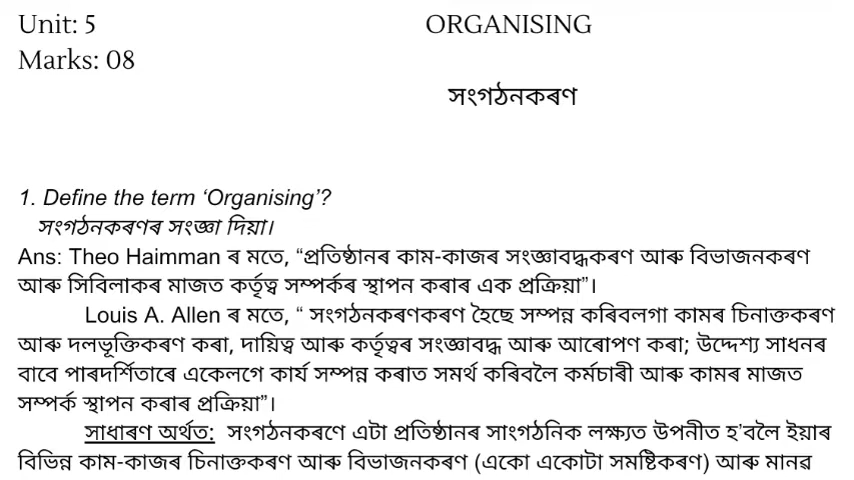 Unit: 5 ORGANISING
Marks: 08
সংগঠনকৰণ
1. Define the term ‘Organising’?
সংগঠনকৰণৰ সংজ্ঞা দিয়া।
Ans: Theo Haimman ৰ মতে, “প্ৰতিষ্ঠানৰ কাম-কাজৰ সংজ্ঞাবদ্ধকৰণ আৰু বিভাজনকৰণ
আৰু সিবিলাকৰ মাজত কৰ্তৃত্ব সম্পৰ্কৰ স্থাপন কৰাৰ এক প্ৰক্ৰিয়া”।
Louis A. Allen ৰ মতে, “ সংগঠনকৰণকৰণ হৈছে সম্পন্ন কৰিবলগা কামৰ চিনাক্তকৰণ
আৰু দলভূক্তিকৰণ কৰা, দায়িত্ব আৰু কৰ্তৃত্বৰ সংজ্ঞাবদ্ধ আৰু আৰোপণ কৰা; উদ্দেশ্য সাধনৰ
বাবে পাৰদৰ্শিতাৰে একেলগে কাৰ্য সম্পন্ন কৰাত সমৰ্থ কৰিবলৈ কৰ্মচাৰী আৰু কামৰ মাজত
সম্পৰ্ক স্থাপন কৰাৰ প্ৰক্ৰিয়া”।
সাধাৰণ অৰ্থত: সংগঠনকৰণে এটা প্ৰতিষ্ঠানৰ সাংগঠনিক লক্ষ্যত উপনীত হ’বলৈ ইয়াৰ
বিভিন্ন কাম-কাজৰ চিনাক্তকৰণ আৰু বিভাজনকৰণ (একো একোটা সমষ্টিকৰণ) আৰু মানৱ